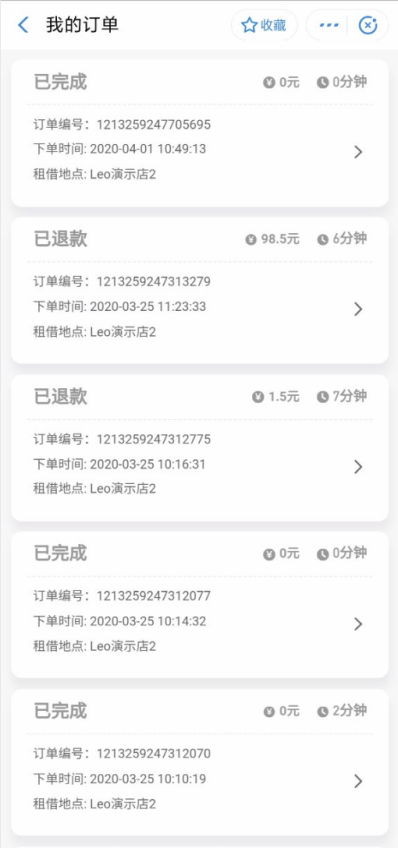 我的订单 收藏
已完成 0元 0分钟
订单编号：1213259247705695
下单时间: 2020-04-01 10:49:13
租借地点: Leo演示店2
已退款 98.5元 6分钟
订单编号：1213259247313279
下单时间: 2020-03-25 11:23:33
租借地点: Leo演示店2
已退款 1.5元 7分钟
订单编号：1213259247312775
下单时间: 2020-03-25 10:16:31
租借地点: Leo演示店2
已完成 0元 0分钟
订单编号：1213259247312077
下单时间: 2020-03-25 10:14:32
租借地点: Leo演示店2
已完成 0元 2分钟
订单编号：1213259247312070
下单时间: 2020-03-25 10:10:19
租借地点: Leo演示店2